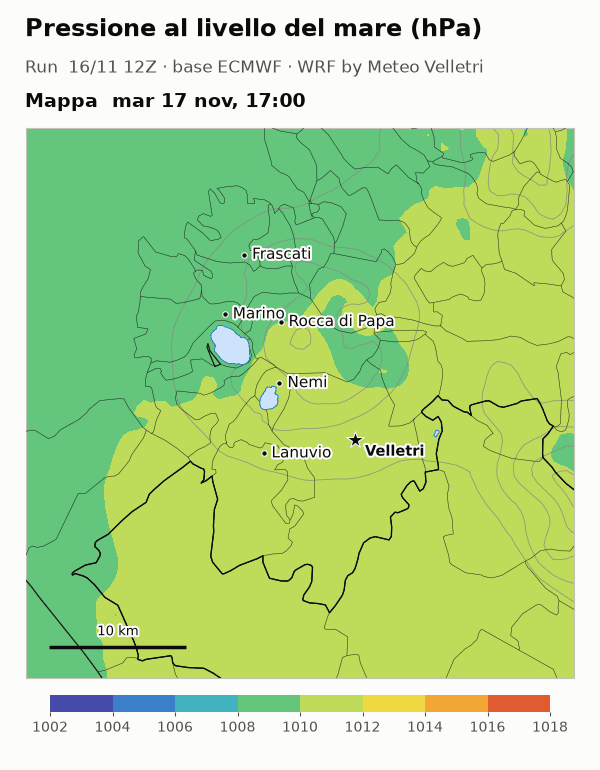 Pressione al livello del mare (hPa)
Run  16/11 12Z · base ECMWF · WRF by Meteo Velletri
Mappa  mar 17 nov, 17:00
Frascati
Marino
Rocca di Papa
Nemi
Velletri
Lanuvio
10 km
1002 1004 1006 1008 1010 1012 1014 1016 1018